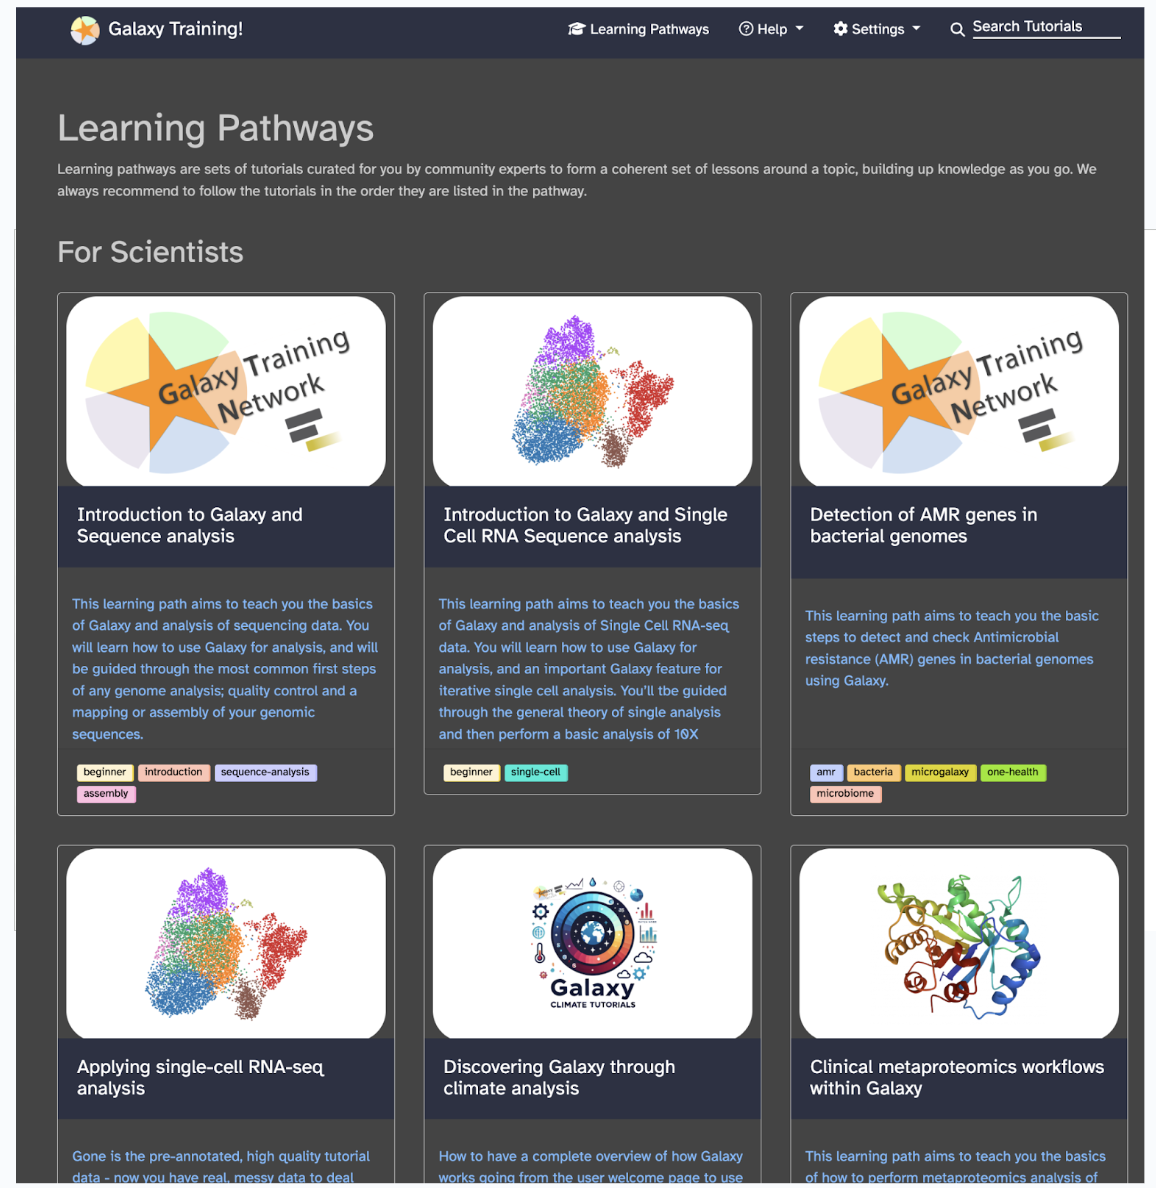 Galaxy Training!
Learning Pathways
Help
Settings
Search Tutorials
Learning Pathways
Learning pathways are sets of tutorials curated for you by community experts to form a coherent set of lessons around a topic, building up knowledge as you go. We
always recommend to follow the tutorials in the order they are listed in the pathway.
For Scientists
Galaxy Training
Network
Introduction to Galaxy and
Sequence analysis
This learning path aims to teach you the basics
of Galaxy and analysis of sequencing data. You
will learn how to use Galaxy for analysis, and will
be guided through the most common first steps
of any genome analysis; quality control and a
mapping or assembly of your genomic
sequences.
beginner introduction sequence-analysis
assembly
Introduction to Galaxy and Single
Cell RNA Sequence analysis
This learning path aims to teach you the basics
of Galaxy and analysis of Single Cell RNA-seq
data. You will learn how to use Galaxy for
analysis, and an important Galaxy feature for
iterative single cell analysis. You'll tbe guided
through the general theory of single analysis
and then perform a basic analysis of 10X
beginner single-cell
Galaxy Training
Network
Detection of AMR genes in
bacterial genomes
This learning path aims to teach you the basic
steps to detect and check Antimicrobial
resistance (AMR) genes in bacterial genomes
using Galaxy.
amr bacteria microgalaxy one-health
microbiome
Applying single-cell RNA-seq
analysis
Gone is the pre-annotated, high quality tutorial
data - now you have real, messy data to deal
Galaxy
CLIMATE TUTORIALS
Discovering Galaxy through
climate analysis
How to have a complete overview of how Galaxy
works going from the user welcome page to use
Clinical metaproteomics workflows
within Galaxy
This learning path aims to teach you the basics
of how to perform metaproteomics analysis of